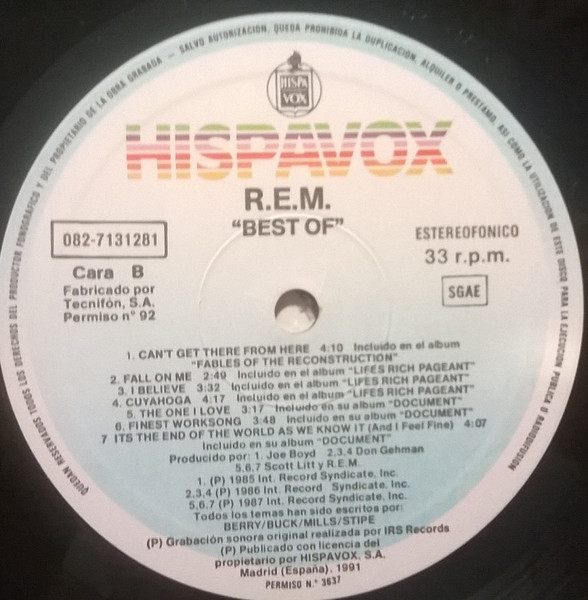 QUEDAN RESERVADOS TODOS LOS DERECHOS DEL PRODUCTOR FONOGRAFICO Y DEL PROPIETARIO DE LA OBRA GRABADA — SALVO AUTORIZACION, QUEDA PROHIBIDA LA DUPLICACION, ALQUILER O PRESTAMO, ASI COMO LA UTILIZACION DE ESTE DISCO PARA LA EJECUCION PUBLICA O RADIODIFUSION
HISPA
VOX
HISPAVOX
R.E.M.
"BEST OF"
082-7131281
Cara B
Fabricado por
Tecnifón, S.A.
Permiso nº 92
ESTEREOFONICO
33 r.p.m.
SGAE
1. CAN'T GET THERE FROM HERE 4:10 Incluido en el album
"FABLES OF THE RECONSTRUCTION"
2. FALL ON ME 2:49 Incluido en el album "LIFES RICH PAGEANT"
3. I BELIEVE 3:32 Incluido en el album "LIFES RICH PAGEANT"
4. CUYAHOGA 4:17 Incluido en el album "LIFES RICH PAGEANT"
5. THE ONE I LOVE 3:17 Incluido en su album "DOCUMENT"
6. FINEST WORKSONG 3:48 Incluido en su album "DOCUMENT"
7 ITS THE END OF THE WORLD AS WE KNOW IT (And I Feel Fine) 4:07
Incluido en su album "DOCUMENT"
Producido por: 1. Joe Boyd 2,3,4 Don Gehman
5,6,7 Scott Litt y R.E.M.
1. (P) 1985 Int. Record Syndicate, Inc.
2,3,4 (P) 1986 Int. Record Syndicate, Inc.
5,6,7 (P) 1987 Int. Record Syndicate, Inc.
Todos los temas han sido escritos por:
BERRY/BUCK/MILLS/STIPE
(P) Grabación sonora original realizada por IRS Records
(P) Publicado con licencia del
propietario por HISPAVOX, S.A.
Madrid (España). 1991
PERMISO N.º 3637